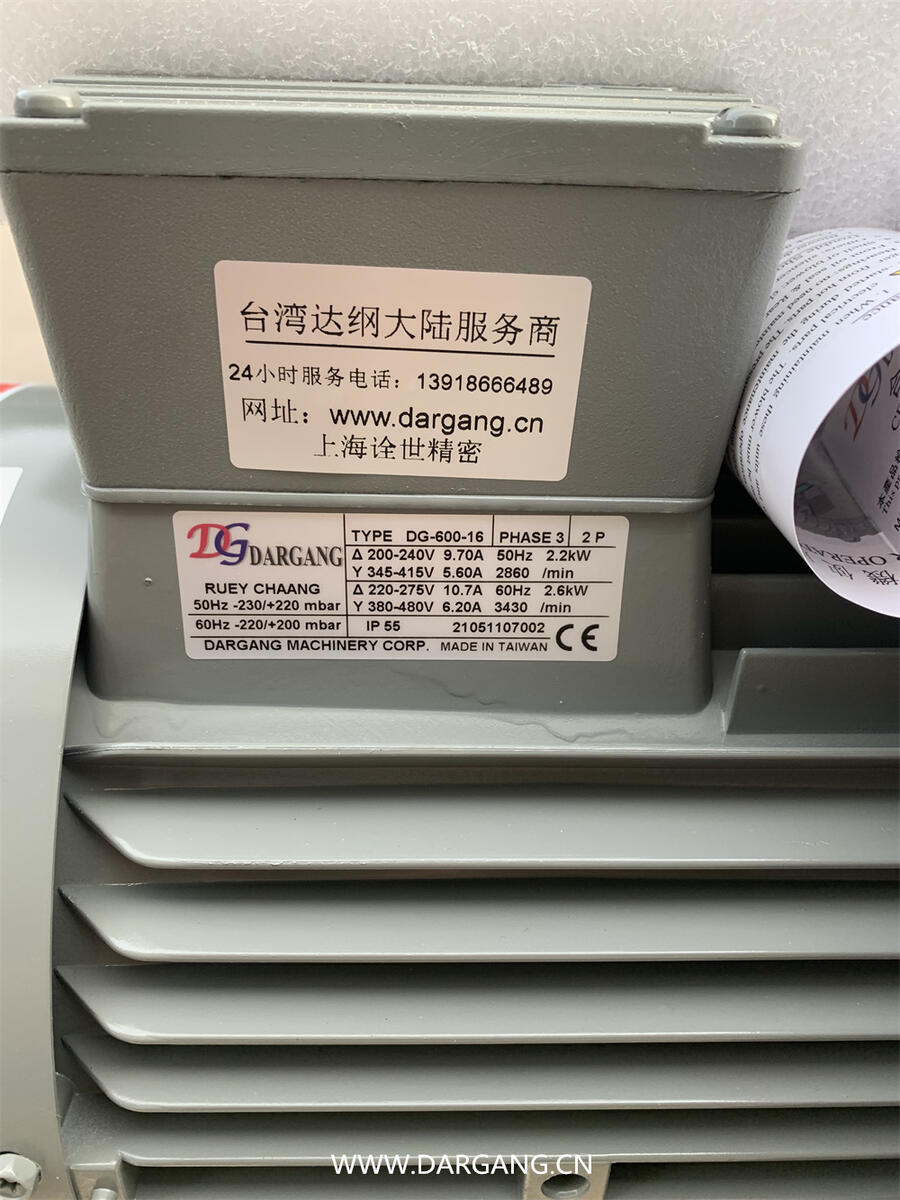 台湾达纲大陆服务商
24小时服务电话：13918666489
网址：www.dargang.cn
上海诠世精密
DG DARGANG
RUEY CHAANG
50Hz -230/+220 mbar
60Hz -220/+200 mbar
TYPE DG-600-16 PHASE 3 2 P
Δ 200-240V 9.70A 50Hz 2.2kW
Y 345-415V 5.60A 2860 /min
Δ 220-275V 10.7A 60Hz 2.6kW
Y 380-480V 6.20A 3430 /min
IP 55 21051107002
DARGANG MACHINERY CORP. MADE IN TAIWAN CE
WWW.DARGANG.CN